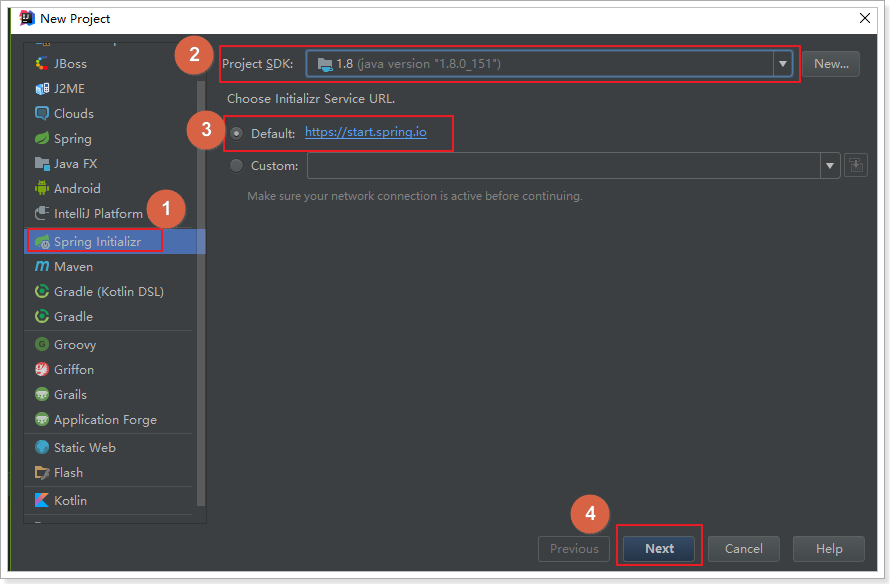 New Project
JBoss
J2ME
Clouds
Spring
Java FX
Android
IntelliJ Platform
1
Spring Initializr
Maven
Gradle (Kotlin DSL)
Gradle
Groovy
Griffon
Grails
Application Forge
Static Web
Flash
Kotlin
2
Project SDK: 1.8 (java version "1.8.0_151") New...
Choose Initializr Service URL.
3
Default: https://start.spring.io
Custom:
Make sure your network connection is active before continuing.
4
Previous Next Cancel Help